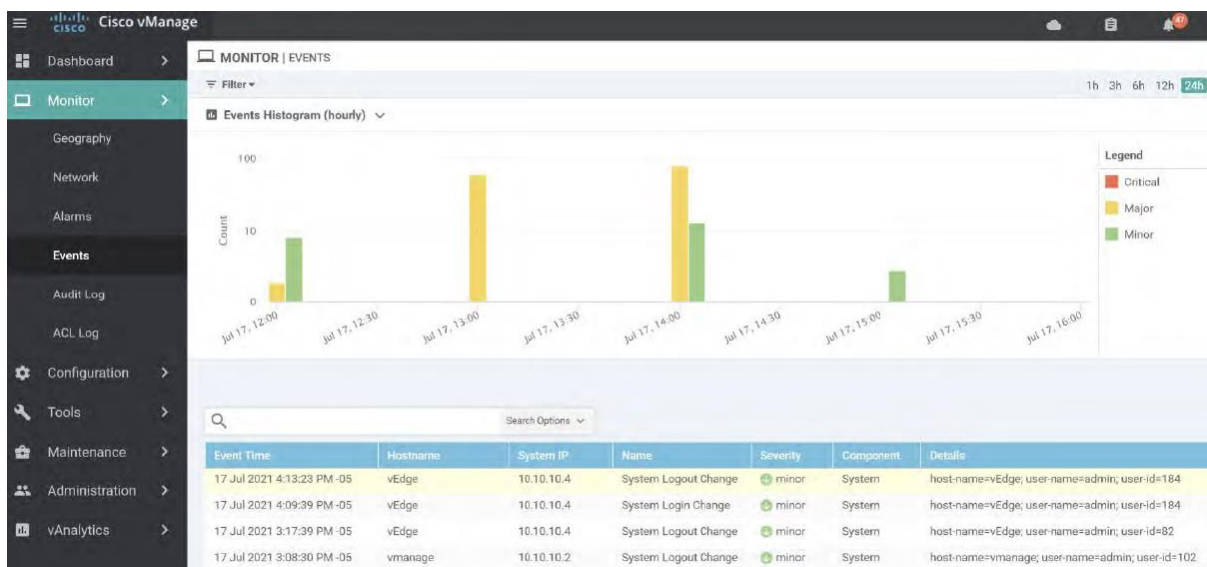 cisco Cisco vManage
47
Dashboard
Monitor
Geography
Network
Alarms
Events
Audit Log
ACL Log
Configuration
Tools
Maintenance
Administration
vAnalytics
MONITOR | EVENTS
Filter
1h 3h 6h 12h 24h
Events Histogram (hourly)
Count
100
10
0
Jul 17, 12:00 Jul 17, 12:30 Jul 17, 13:00 Jul 17, 13:30 Jul 17, 14:00 Jul 17, 14:30 Jul 17, 15:00 Jul 17, 15:30 Jul 17, 16:00
Legend
Critical
Major
Minor
Search Options
Event Time Hostname System IP Name Severity Component Details
17 Jul 2021 4:13:23 PM -05 vEdge 10.10.10.4 System Logout Change minor System host-name=vEdge; user-name=admin; user-id=184
17 Jul 2021 4:09:39 PM -05 vEdge 10.10.10.4 System Login Change minor System host-name=vEdge; user-name=admin; user-id=184
17 Jul 2021 3:17:39 PM -05 vEdge 10.10.10.4 System Logout Change minor System host-name=vEdge; user-name=admin; user-id=82
17 Jul 2021 3:08:30 PM -05 vmanage 10.10.10.2 System Logout Change minor System host-name=vmanage; user-name=admin; user-id=102